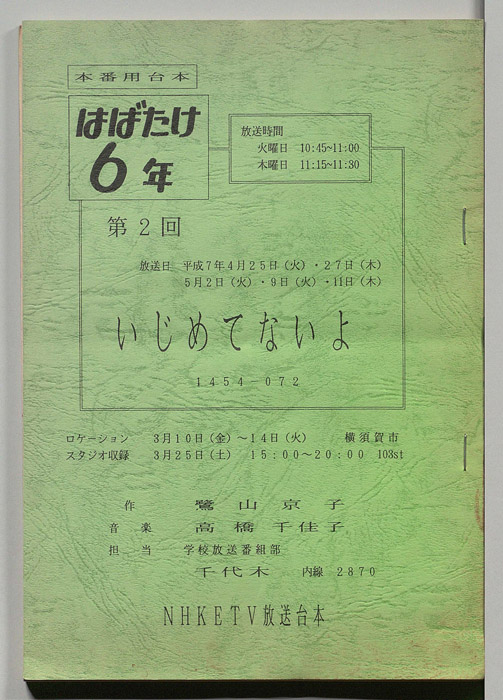 本番用台本
はばたけ
6年
放送時間
火曜日 10:45~11:00
木曜日 11:15~11:30
第2回
放送日 平成7年4月25日(火)・27日(木)
5月2日(火)・9日(火)・11日(木)
いじめてないよ
1454-072
ロケーション 3月10日(金)~14日(火) 横須賀市
スタジオ収録 3月25日(土) 15:00~20:00 103st
作 鷺山京子
音楽 高橋千佳子
担当 学校放送番組部
千代木 内線 2870
NHKETV放送台本